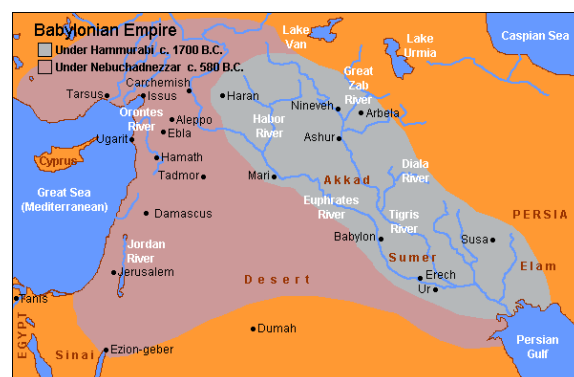 Babylonian Empire
Under Hammurabi c. 1700 B.C.
Under Nebuchadnezzar c. 580 B.C.
Lake
Van
Lake
Urmia
Caspian Sea
Carchemish
Tarsus
Issus
Haran
Great
Zab
River
Orontes
River
Aleppo
Ebla
Habor
River
Nineveh
Arbela
Ugarit
Ashur
Cyprus
Hamath
Tadmor
Mari
Akkad
Diala
River
Great Sea
(Mediterranean)
Euphrates
River
Tigris
River
PERSIA
Damascus
Babylon
Susa
Jordan
River
Sumer
Elam
Jerusalem
Desert
Erech
Ur
Tanis
EGYPT
Dumah
Persian
Gulf
Sinai
Ezion-geber